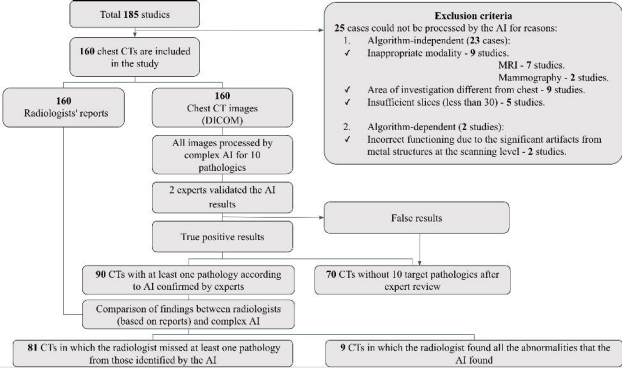 Total 185 studies
160 chest CTs are included
in the study
Exclusion criteria
25 cases could not be processed by the AI for reasons:
1. Algorithm-independent (23 cases):
✓ Inappropriate modality - 9 studies.
MRI - 7 studies.
Mammography - 2 studies.
✓ Area of investigation different from chest - 9 studies.
✓ Insufficient slices (less than 30) - 5 studies.
2. Algorithm-dependent (2 studies):
✓ Incorrect functioning due to the significant artifacts from
metal structures at the scanning level - 2 studies.
160
Radiologists' reports
160
Chest CT images
(DICOM)
All images processed by
complex AI for 10
pathologies
2 experts validated the AI
results
False results
True positive results
90 CTs with at least one pathology according
to AI confirmed by experts
70 CTs without 10 target pathologies after
expert review
Comparison of findings between radiologists
(based on reports) and complex AI
81 CTs in which the radiologist missed at least one pathology
from those identified by the AI
9 CTs in which the radiologist found all the abnormalities that the
AI found